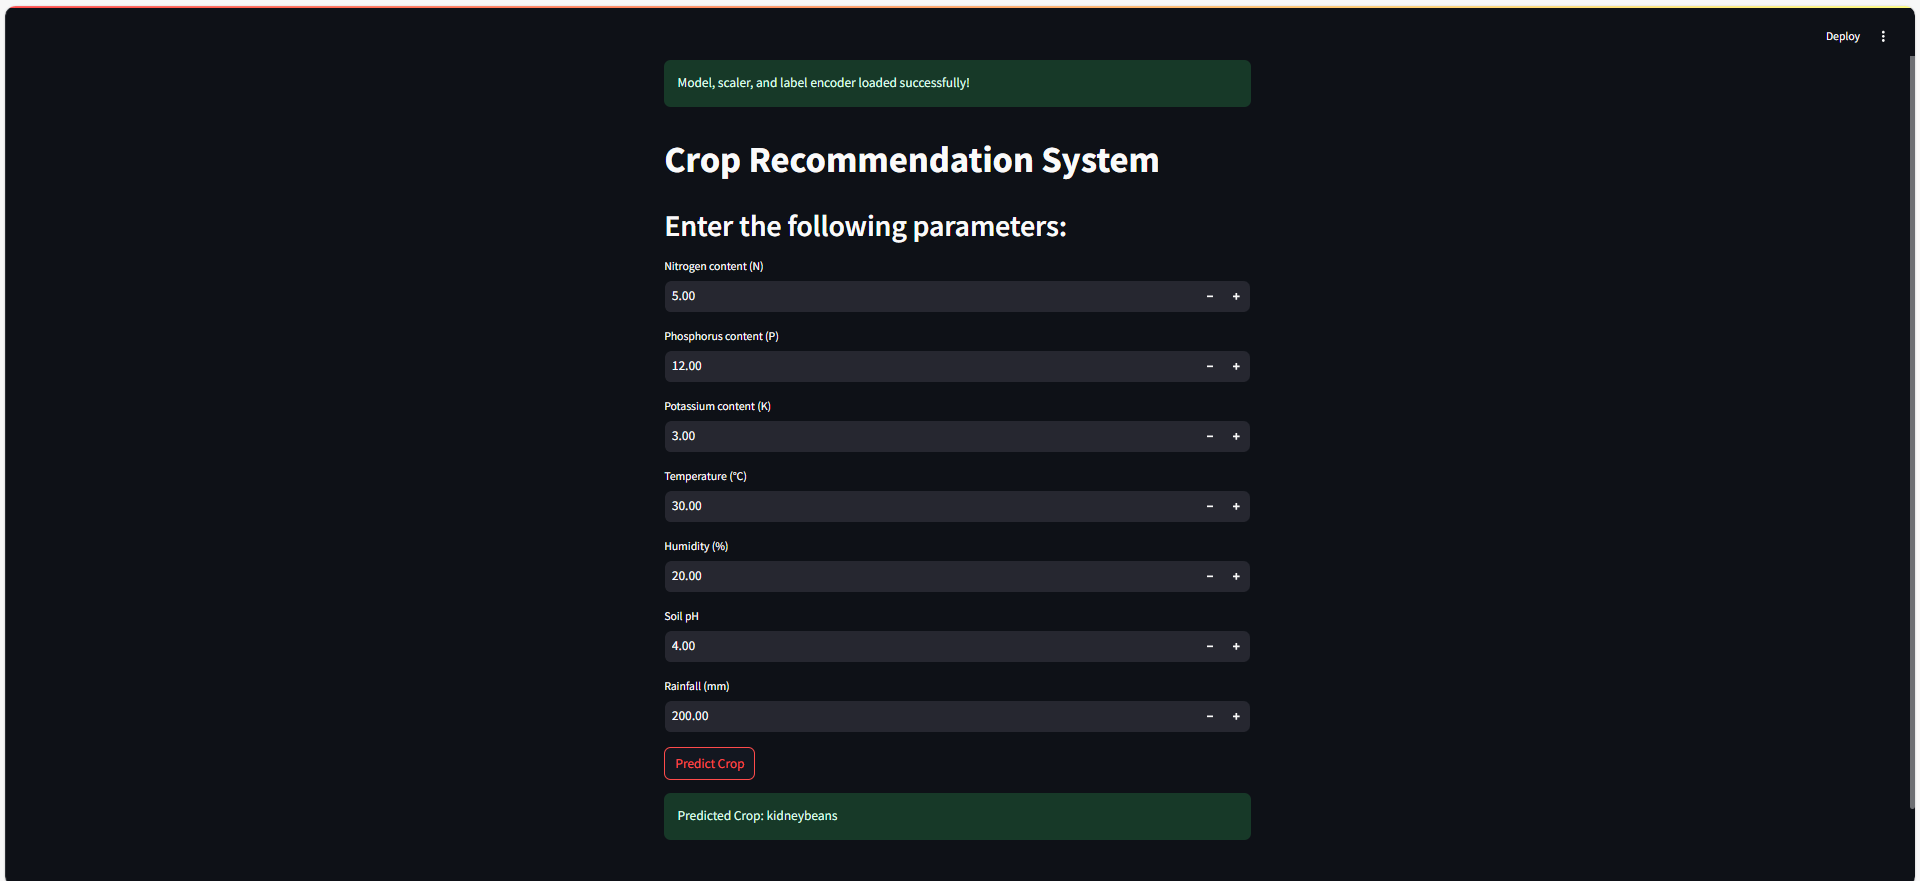 Deploy
Model, scaler, and label encoder loaded successfully!
Crop Recommendation System
Enter the following parameters:
Nitrogen content (N)
5.00
Phosphorus content (P)
12.00
Potassium content (K)
3.00
Temperature (°C)
30.00
Humidity (%)
20.00
Soil pH
4.00
Rainfall (mm)
200.00
Predict Crop
Predicted Crop: kidneybeans